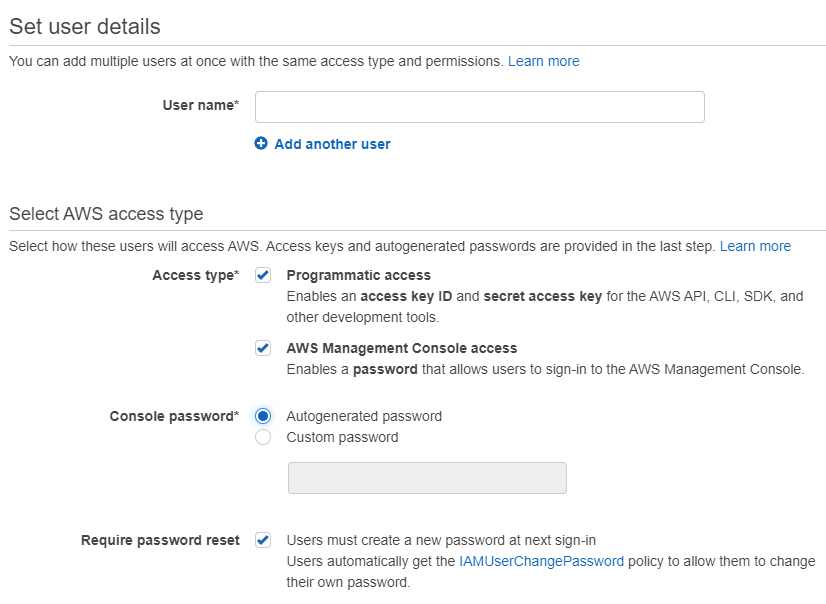 Set user details
You can add multiple users at once with the same access type and permissions. Learn more
User name*
Add another user
Select AWS access type
Select how these users will access AWS. Access keys and autogenerated passwords are provided in the last step. Learn more
Access type* Programmatic access
Enables an access key ID and secret access key for the AWS API, CLI, SDK, and
other development tools.
AWS Management Console access
Enables a password that allows users to sign-in to the AWS Management Console.
Console password* Autogenerated password
Custom password
Require password reset Users must create a new password at next sign-in
Users automatically get the IAMUserChangePassword policy to allow them to change
their own password.